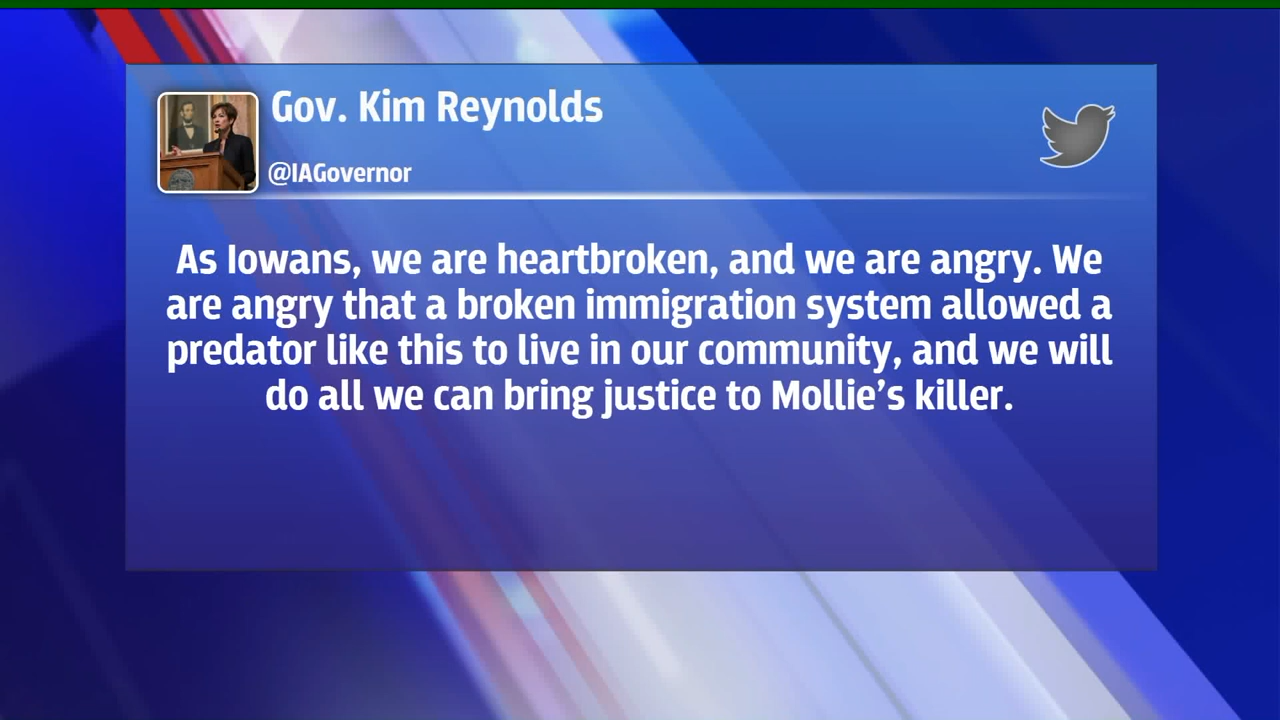 Gov. Kim Reynolds
@IAGovernor
As Iowans, we are heartbroken, and we are angry. We
are angry that a broken immigration system allowed a
predator like this to live in our community, and we will
do all we can bring justice to Mollie’s killer.